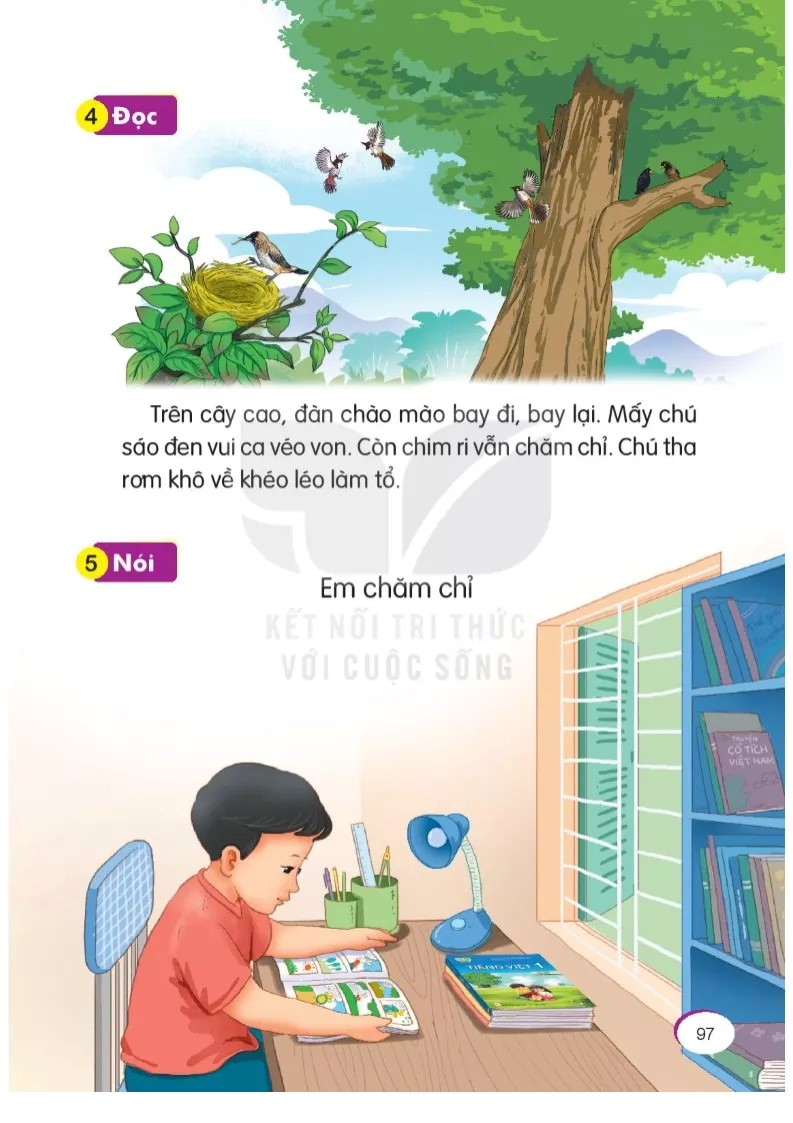 4 Đọc
Trên cây cao, đàn chào mào bay đi, bay lại. Mấy chú
sáo đen vui ca véo von. Còn chim ri vẫn chăm chỉ. Chú tha
rơm khô về khéo léo làm tổ.
5 Nói
Em chăm chỉ
KẾT NỐI TRI THỨC
VỚI CUỘC SỐNG
TRUYỆN
CỔ TÍCH
VIỆT NAM
TIẾNG VIỆT 1
97